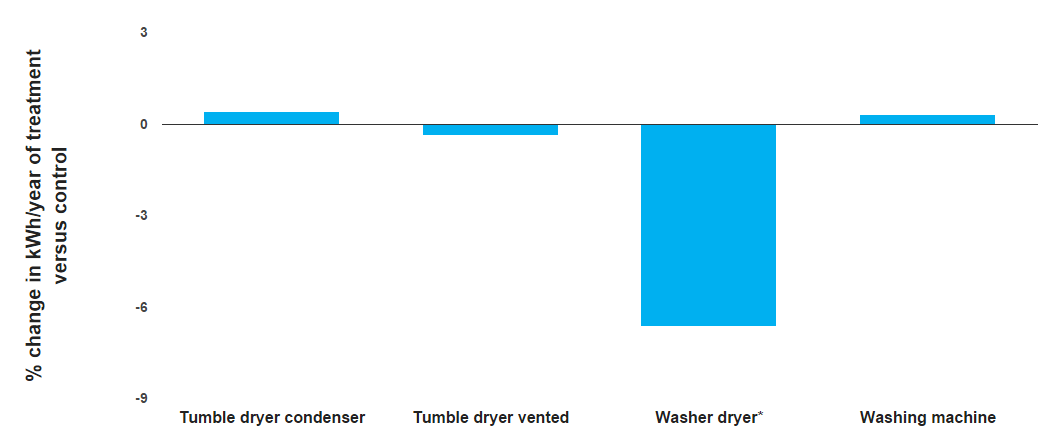 % change in kWh/year of treatment
versus control
3
0
-3
-6
-9
Tumble dryer condenser
Tumble dryer vented
Washer dryer*
Washing machine